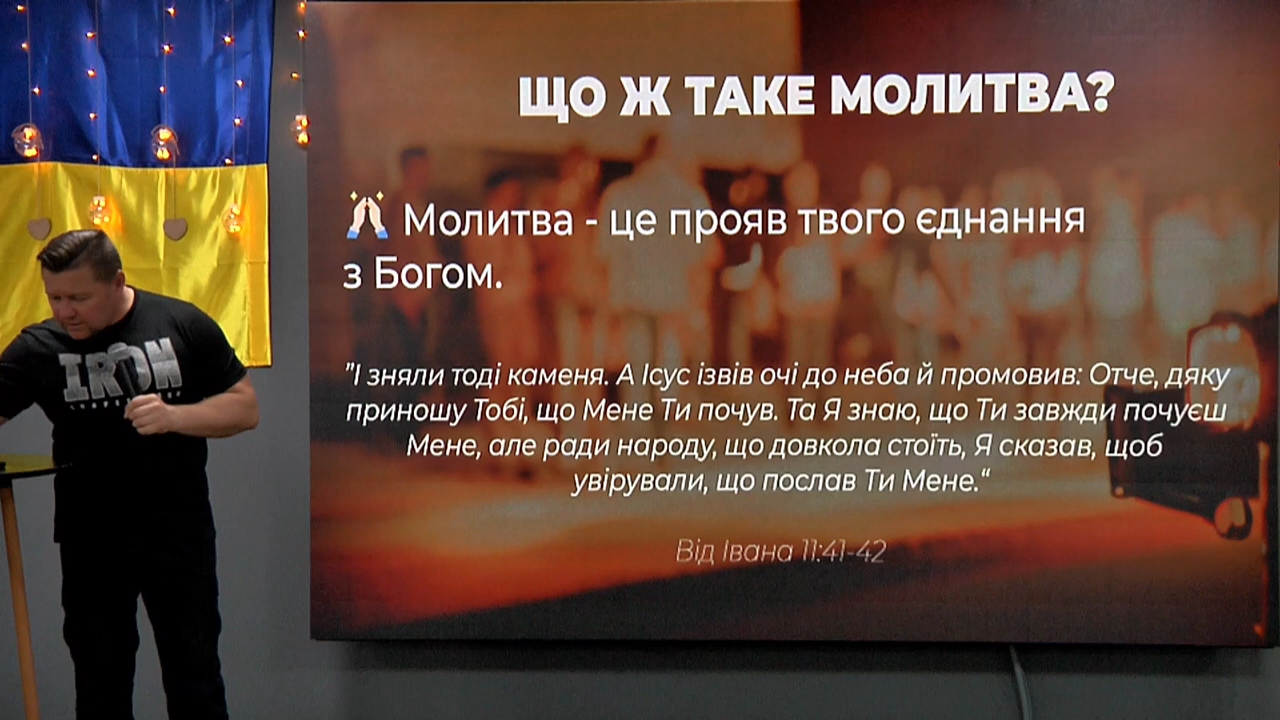 ЩО Ж ТАКЕ МОЛИТВА?
Молитва - це прояв твого єднання
з Богом.
"І зняли тоді каменя. А Ісус ізвів очі до неба й промовив: Отче, дяку
приношу Тобі, що Мене Ти почув. Та Я знаю, що Ти завжди почуєш
Мене, але ради народу, що довкола стоїть, Я сказав, щоб
увірували, що послав Ти Мене.“
Від Івана 11:41-42
IRON